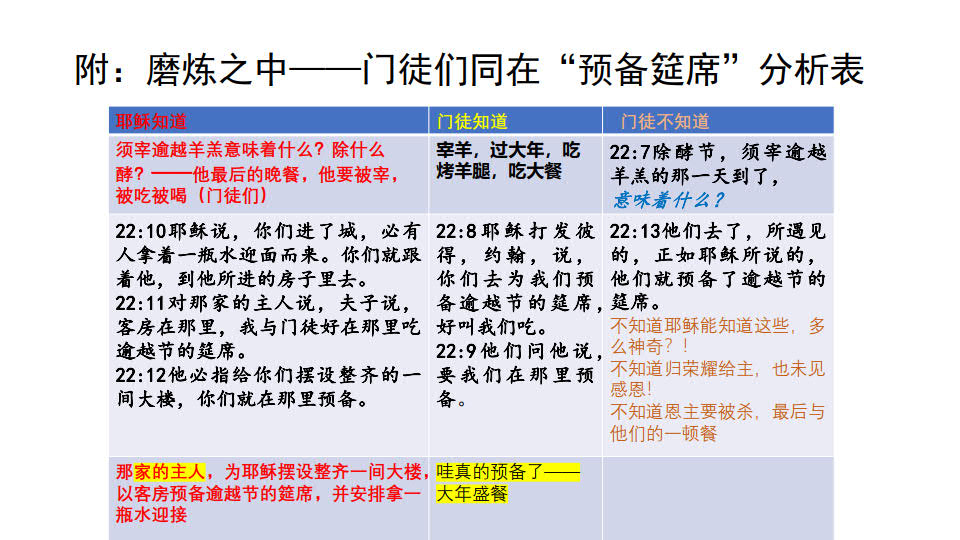 附：磨炼之中——门徒们同在“预备筵席”分析表
耶稣知道
门徒知道
门徒不知道
须宰逾越羊羔意味着什么？除什么
酵？——他最后的晚餐，他要被宰，
被吃被喝（门徒们）
宰羊，过大年，吃
烤羊腿，吃大餐
22:7除酵节，须宰逾越
羊羔的那一天到了，
意味着什么？
22:10耶稣说，你们进了城，必有
人拿着一瓶水迎面而来。你们就跟
着他，到他所进的房子里去。
22:11对那家的主人说，夫子说，
客房在那里，我与门徒好在那里吃
逾越节的筵席。
22:12他必指给你们摆设整齐的一
间大楼，你们就在那里预备。
22:8耶稣打发彼
得，约翰，说，
你们去为我们预
备逾越节的筵席，
好叫我们吃。
22:9他们问他说，
要我们在那里预
备。
22:13他们去了，所遇见
的，正如耶稣所说的，
他们就预备了逾越节的
筵席。
不知道耶稣能知道这些，多
么神奇？！
不知道归荣耀给主，也未见
感恩！
不知道恩主要被杀，最后与
他们的一顿餐
那家的主人，为耶稣摆设整齐一间大楼，
以客房预备逾越节的筵席，并安排拿一
瓶水迎接
哇真的预备了——
大年盛餐